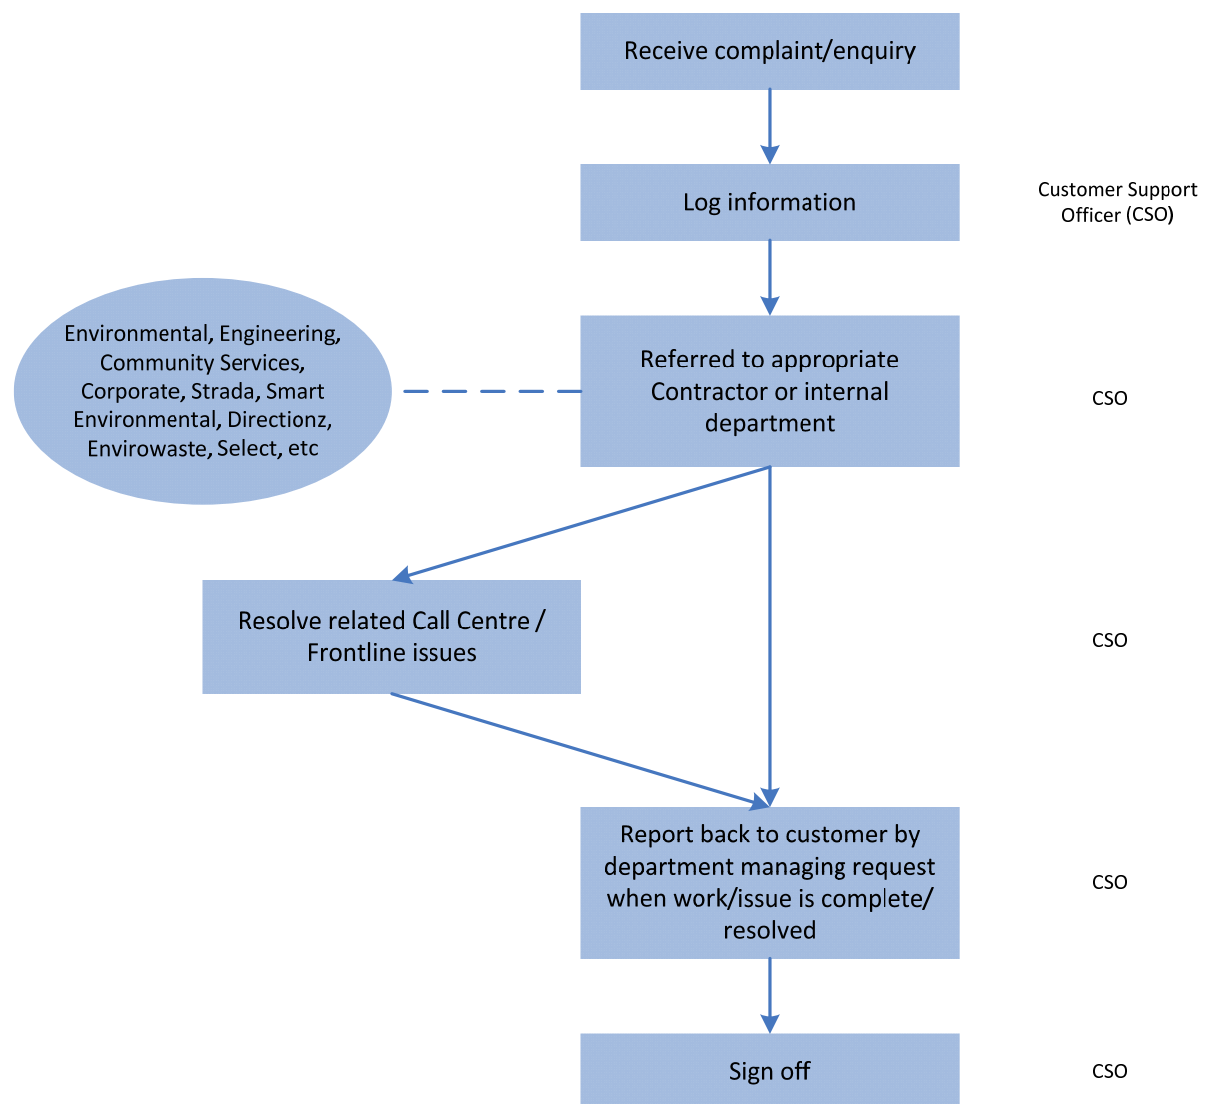 Receive complaint/enquiry
Log information
Customer Support
Officer (CSO)
Environmental, Engineering,
Community Services,
Corporate, Strada, Smart
Environmental, Directionz,
Envirowaste, Select, etc
Referred to appropriate
Contractor or internal
department
CSO
Resolve related Call Centre /
Frontline issues
CSO
Report back to customer by
department managing request
when work/issue is complete/
resolved
CSO
Sign off
CSO